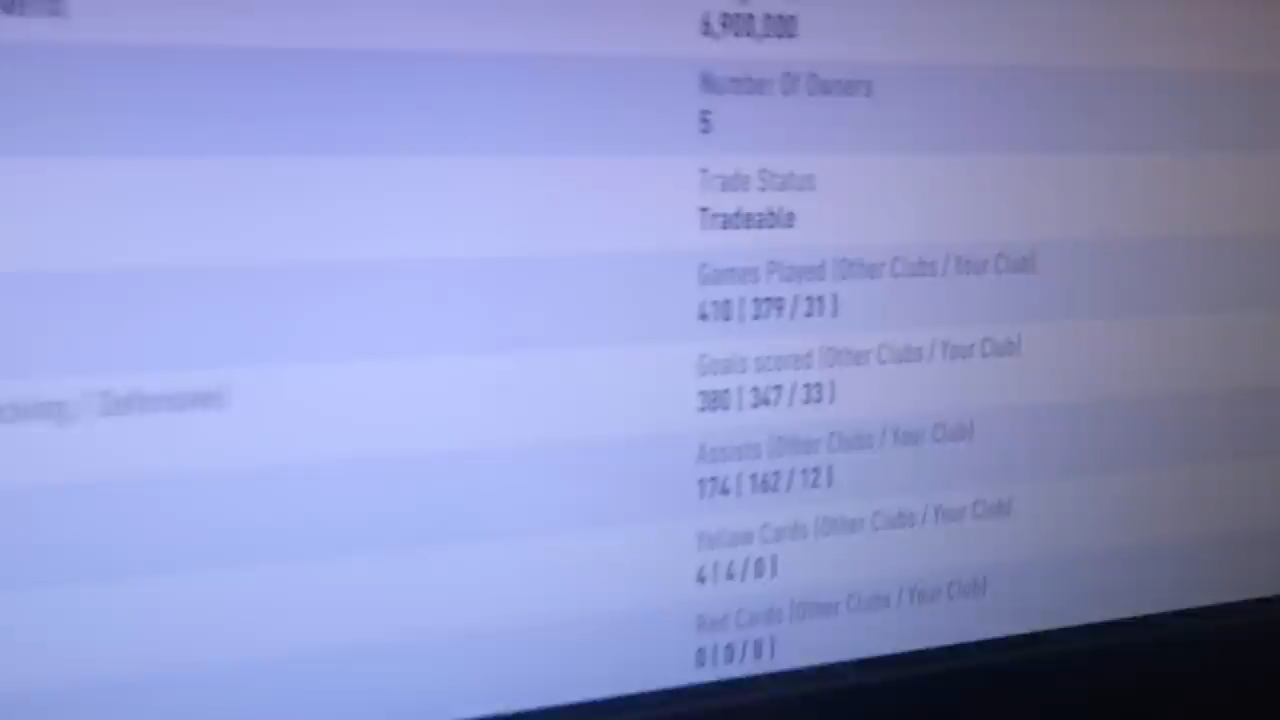 6,900,000
Number Of Owners
5
Trade Status
Tradeable
Games Played (Other Clubs / Your Club)
410 ( 379 / 31 )
Goals scored (Other Clubs / Your Club)
380 ( 347 / 33 )
Assists (Other Clubs / Your Club)
174 ( 162 / 12 )
Yellow Cards (Other Clubs / Your Club)
4 ( 4 / 0 )
Red Cards (Other Clubs / Your Club)
0 ( 0 / 0 )